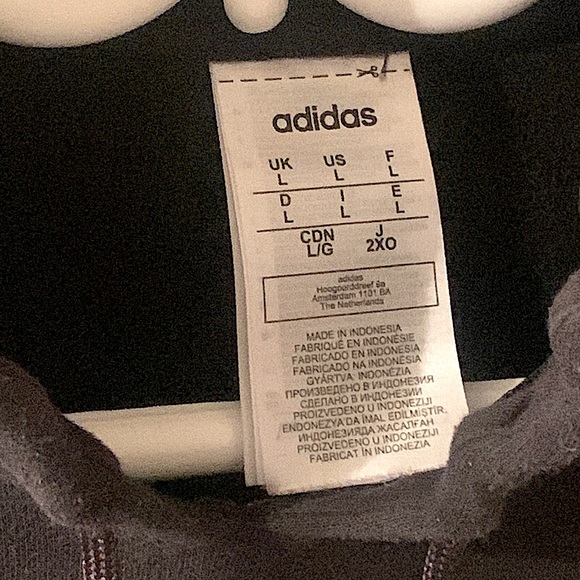 adidas
UK US F
L L L
D I E
L L L
CDN J
L/G 2XO
adidas
Hoogoorddreef 9a
Amsterdam 1101 BA
The Netherlands
MADE IN INDONESIA
FABRIQUÉ EN INDONÉSIE
FABRICADO EN INDONESIA
FABRICADO NA INDONÉSIA
GYÁRTVA: INDONÉZIA
ПРОИЗВЕДЕНО В ИНДОНЕЗИЯ
СДЕЛАНО В ИНДОНЕЗИИ
PROIZVEDENO U INDONEZIJI
ENDONEZYA'DA İMAL EDİLMİŞTİR.
ИНДОНЕЗИЯДА ЖАСАЛҒАН
PROIZVEDENO U INDONEZIJI
FABRICAT ÎN INDONEZIA